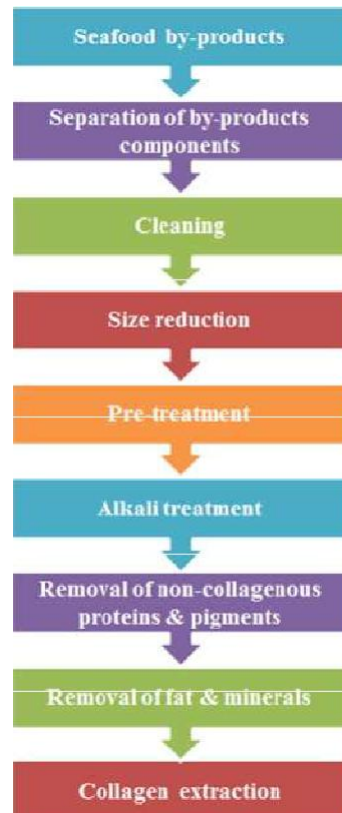 Seafood by-products
Separation of by-products
components
Cleaning
Size reduction
Pre-treatment
Alkali treatment
Removal of non-collagenous
proteins & pigments
Removal of fat & minerals
Collagen extraction